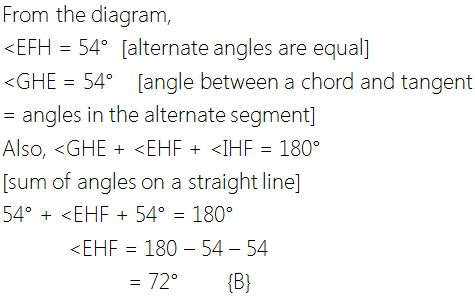 From the diagram,
<EFH = 54° [alternate angles are equal]
<GHE = 54° [angle between a chord and tangent
= angles in the alternate segment]
Also, <GHE + <EHF + <IHF = 180°
[sum of angles on a straight line]
54° + <EHF + 54° = 180°
<EHF = 180 – 54 – 54
= 72° {B}